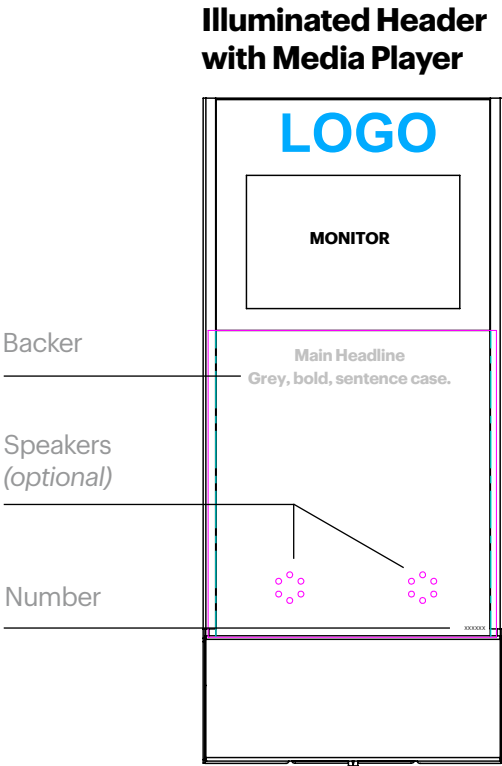 Illuminated Header
with Media Player
LOGO
MONITOR
Backer
Main Headline
Grey, bold, sentence case.
Speakers
(optional)
Number
xxxxxx